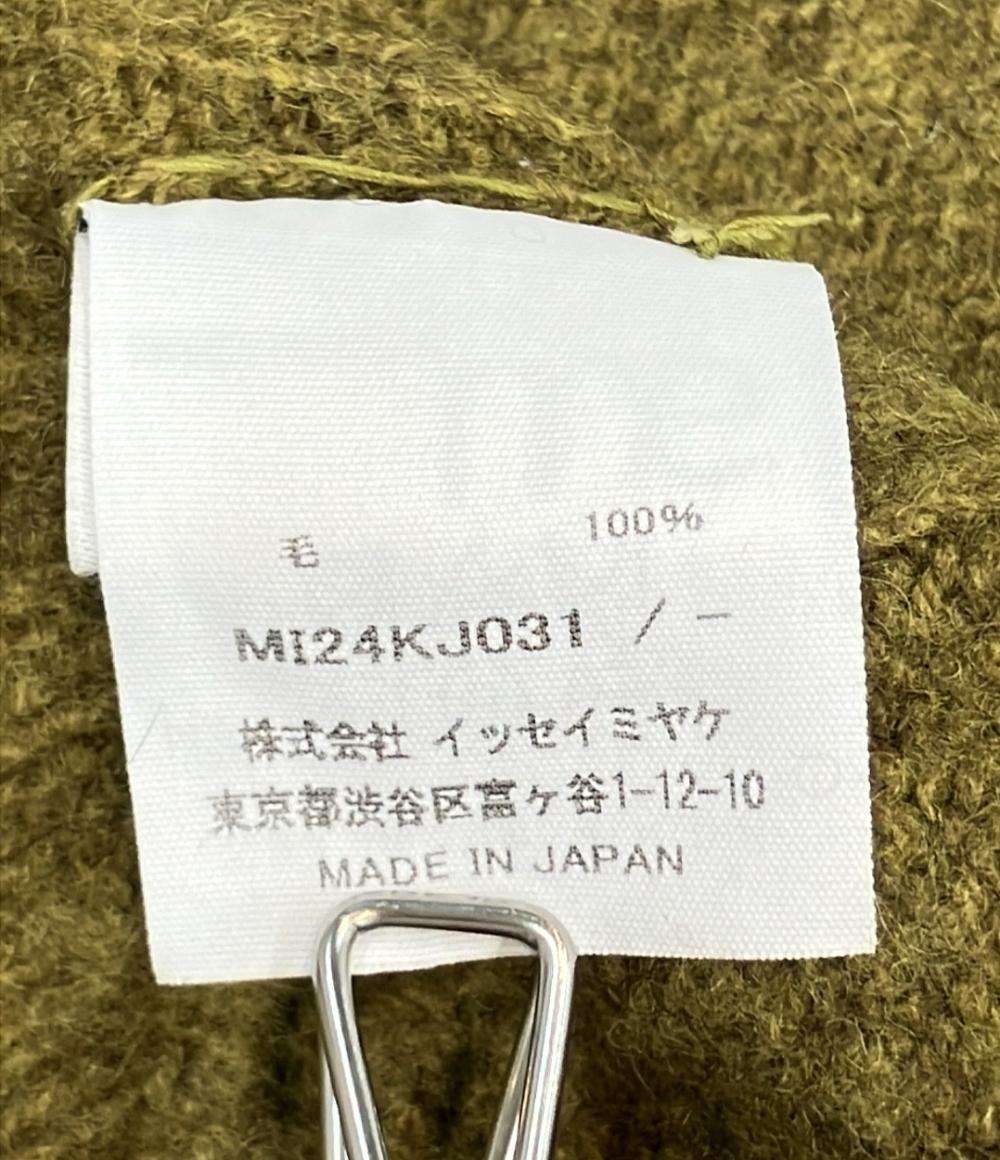 毛 100%
MI24KJ031 / −
株式会社 イッセイミヤケ
東京都渋谷区富ヶ谷1-12-10
MADE IN JAPAN